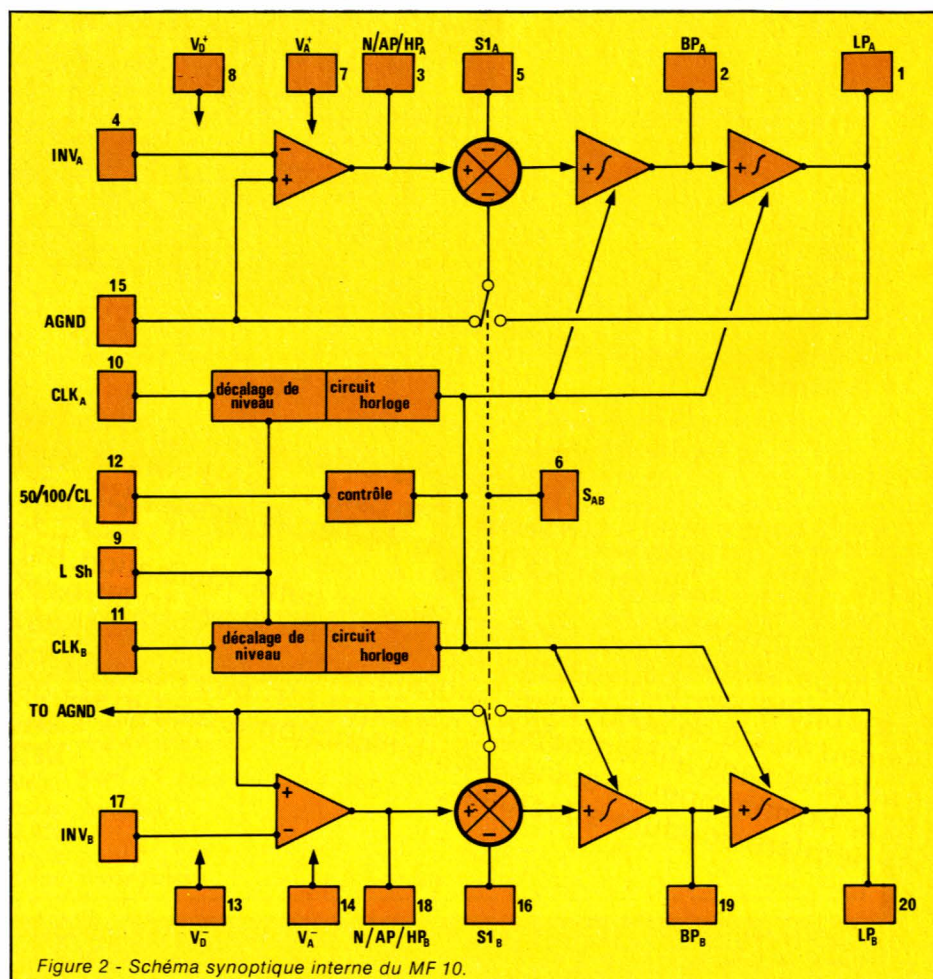 V_D^+
8
V_A^+
7
N/AP/HP_A
3
S1_A
5
BP_A
2
LP_A
1
4
INV_A
−
+
+
−
−
+ ∫
+ ∫
15
AGND
10
CLK_A
décalage de
niveau
circuit
horloge
12
50/100/CL
contrôle
6
S_AB
9
L Sh
11
CLK_B
décalage de
niveau
circuit
horloge
TO AGND
+
−
−
+
−
+ ∫
+ ∫
17
INV_B
13
V_D^-
14
V_A^-
18
N/AP/HP_B
16
S1_B
19
BP_B
20
LP_B
Figure 2 - Schéma synoptique interne du MF 10.